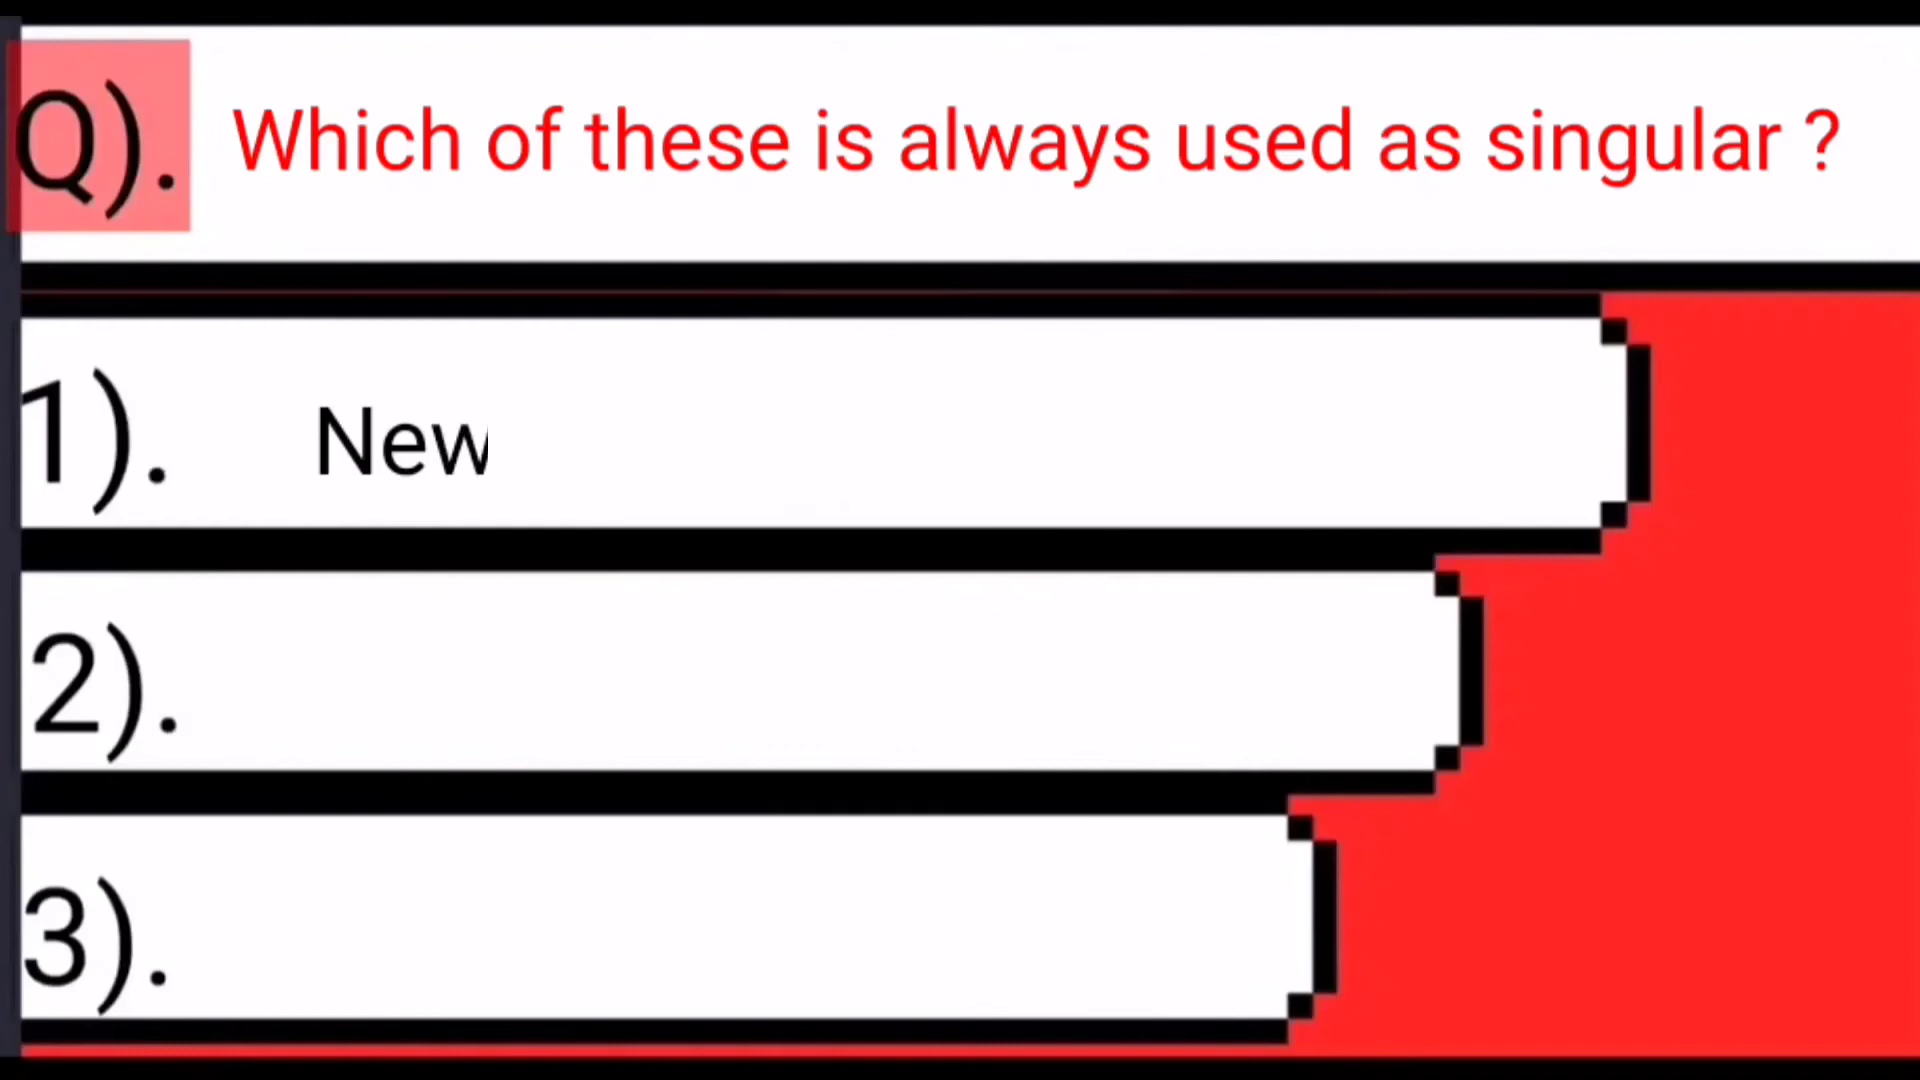 Q). Which of these is always used as singular ?
1). New
2).
3).